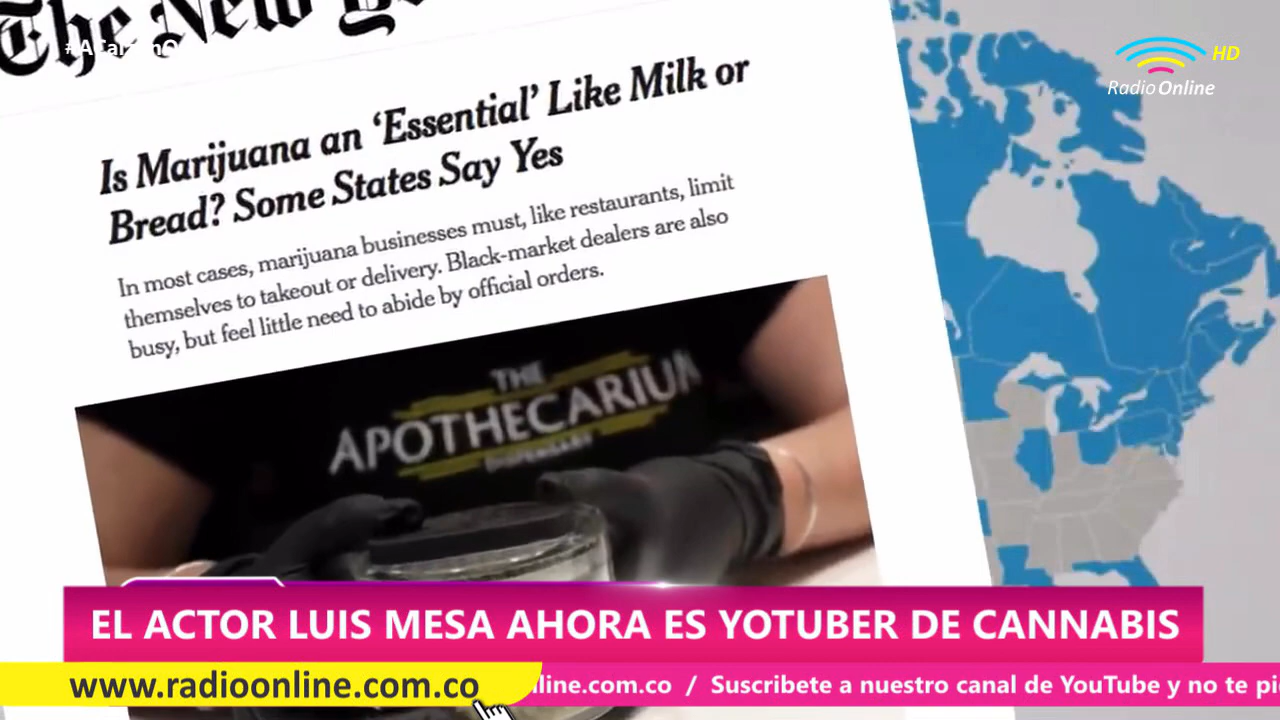 The New
HD
Radio Online
Is Marijuana an ‘Essential’ Like Milk or
Bread? Some States Say Yes
In most cases, marijuana businesses must, like restaurants, limit
themselves to takeout or delivery. Black-market dealers are also
busy, but feel little need to abide by official orders.
THE
APOTHECARIUM
EL ACTOR LUIS MESA AHORA ES YOTUBER DE CANNABIS
www.radioonline.com.co
line.com.co / Suscribete a nuestro canal de YouTube y no te pi